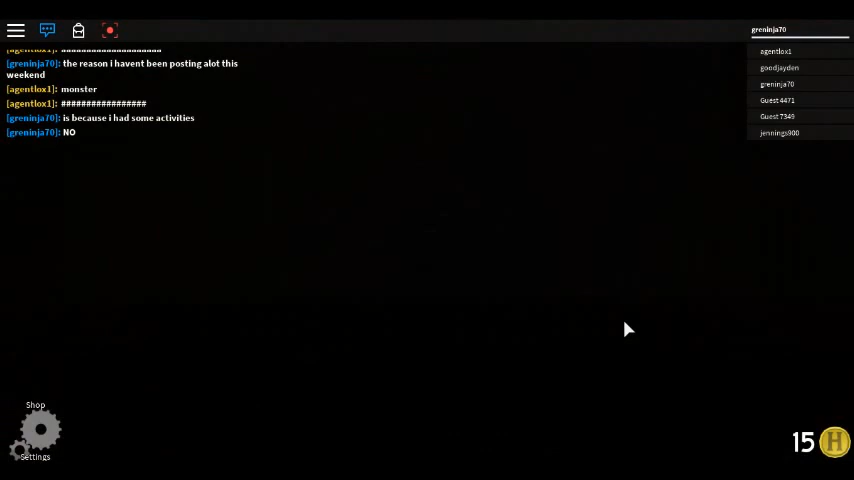 greninja70
[agentlox1]: ####################
[greninja70]: the reason i havent been posting alot this
weekend
[agentlox1]: monster
[agentlox1]: #################
[greninja70]: is because i had some activities
[greninja70]: NO
agentlox1
goodjayden
greninja70
Guest 4471
Guest 7349
jennings900
Shop
Settings
15 H